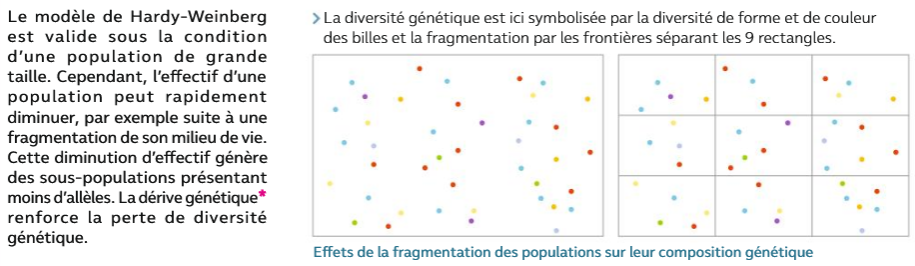 Le modèle de Hardy-Weinberg
est valide sous la condition
d'une population de grande
taille. Cependant, l'effectif d'une
population peut rapidement
diminuer, par exemple suite à une
fragmentation de son milieu de vie.
Cette diminution d'effectif génère
des sous-populations présentant
moins d'allèles. La dérive génétique*
renforce la perte de diversité
génétique.
La diversité génétique est ici symbolisée par la diversité de forme et de couleur
des billes et la fragmentation par les frontières séparant les 9 rectangles.
Effets de la fragmentation des populations sur leur composition génétique